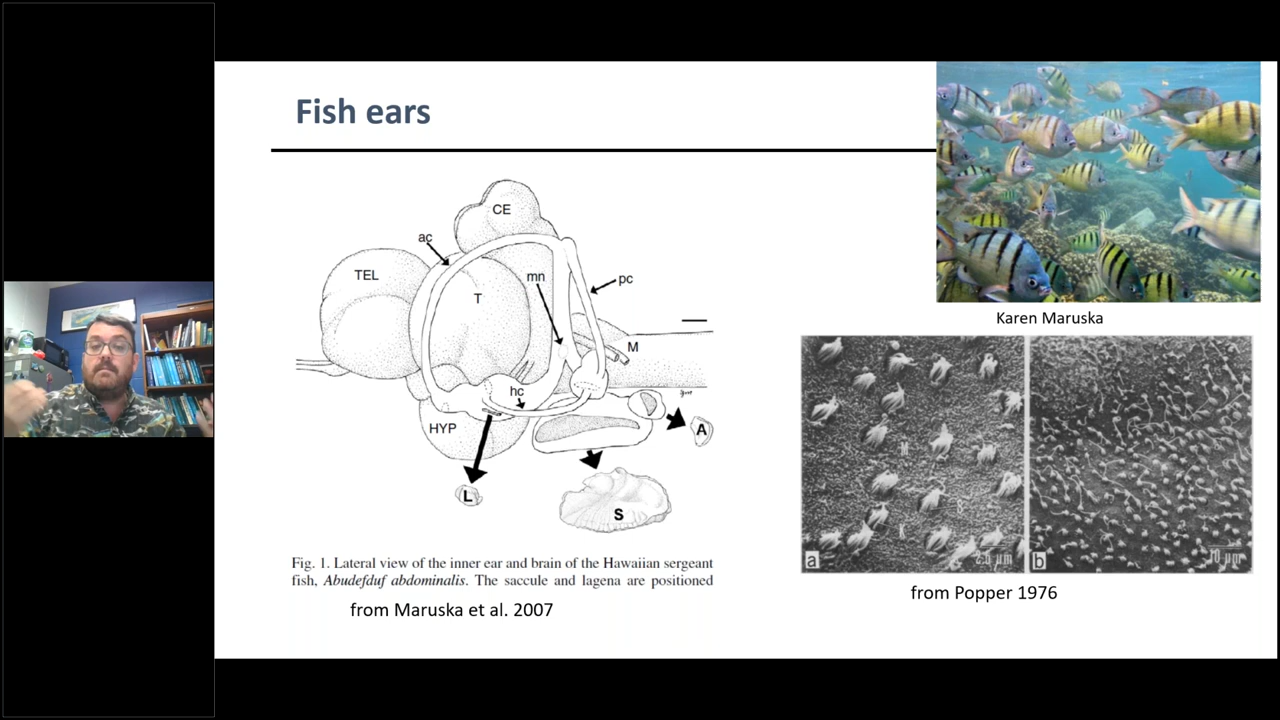 Fish ears
CE
ac
TEL
mn
pc
T
M
hc
HYP
A
L
S
Fig. 1. Lateral view of the inner ear and brain of the Hawaiian sergeant
fish, Abudefduf abdominalis. The saccule and lagena are positioned
from Maruska et al. 2007
Karen Maruska
a
b
from Popper 1976